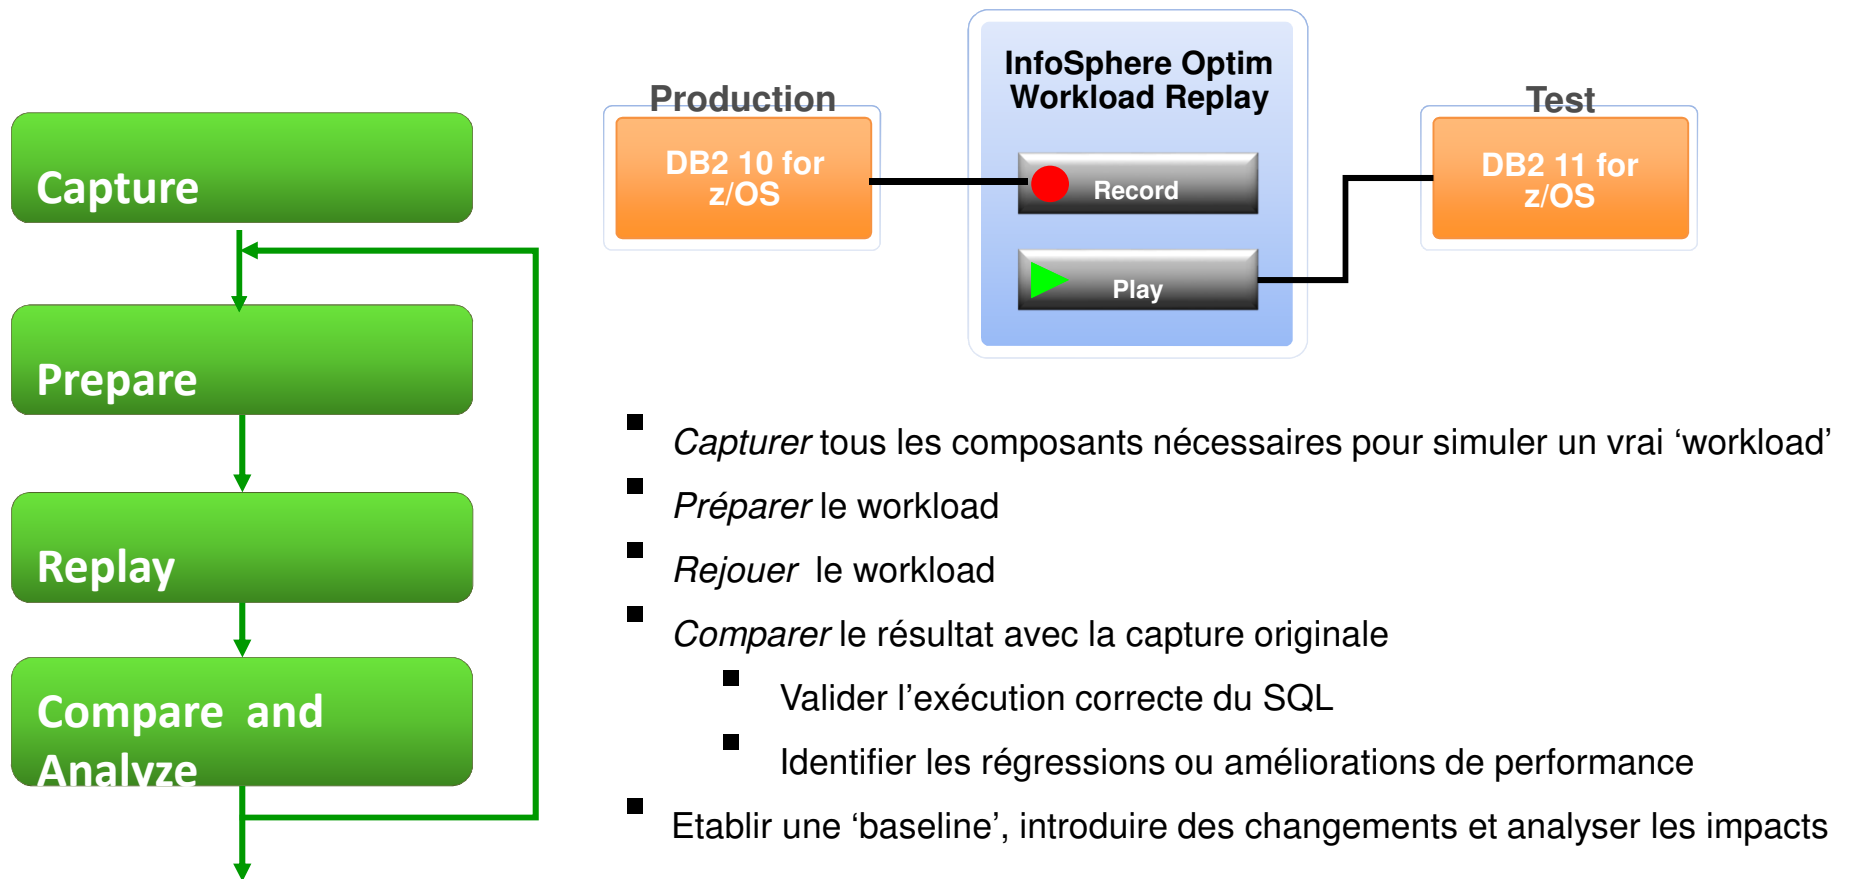 Capture
Prepare
Replay
Compare and
Analyze
Production
DB2 10 for
z/OS
InfoSphere Optim
Workload Replay
Record
Play
Test
DB2 11 for
z/OS
Capturer tous les composants nécessaires pour simuler un vrai ‘workload’
Préparer le workload
Rejouer le workload
Comparer le résultat avec la capture originale
Valider l’exécution correcte du SQL
Identifier les régressions ou améliorations de performance
Etablir une ‘baseline’, introduire des changements et analyser les impacts